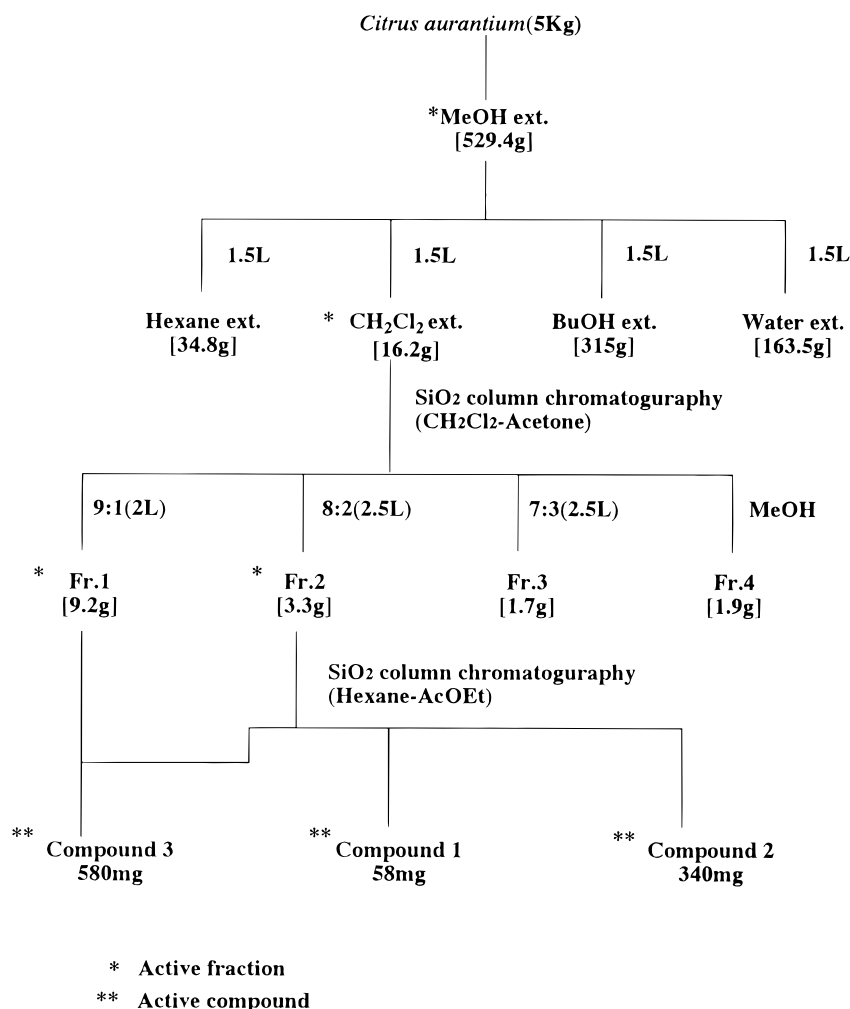 Citrus aurantium(5Kg)
*MeOH ext.
[529.4g]
1.5L 1.5L 1.5L 1.5L
Hexane ext. * CH2Cl2 ext. BuOH ext. Water ext.
[34.8g] [16.2g] [315g] [163.5g]
SiO2 column chromatoguraphy
(CH2Cl2-Acetone)
9:1(2L) 8:2(2.5L) 7:3(2.5L) MeOH
* Fr.1 * Fr.2 Fr.3 Fr.4
[9.2g] [3.3g] [1.7g] [1.9g]
SiO2 column chromatoguraphy
(Hexane-AcOEt)
** Compound 3 ** Compound 1 ** Compound 2
580mg 58mg 340mg
* Active fraction
** Active compound